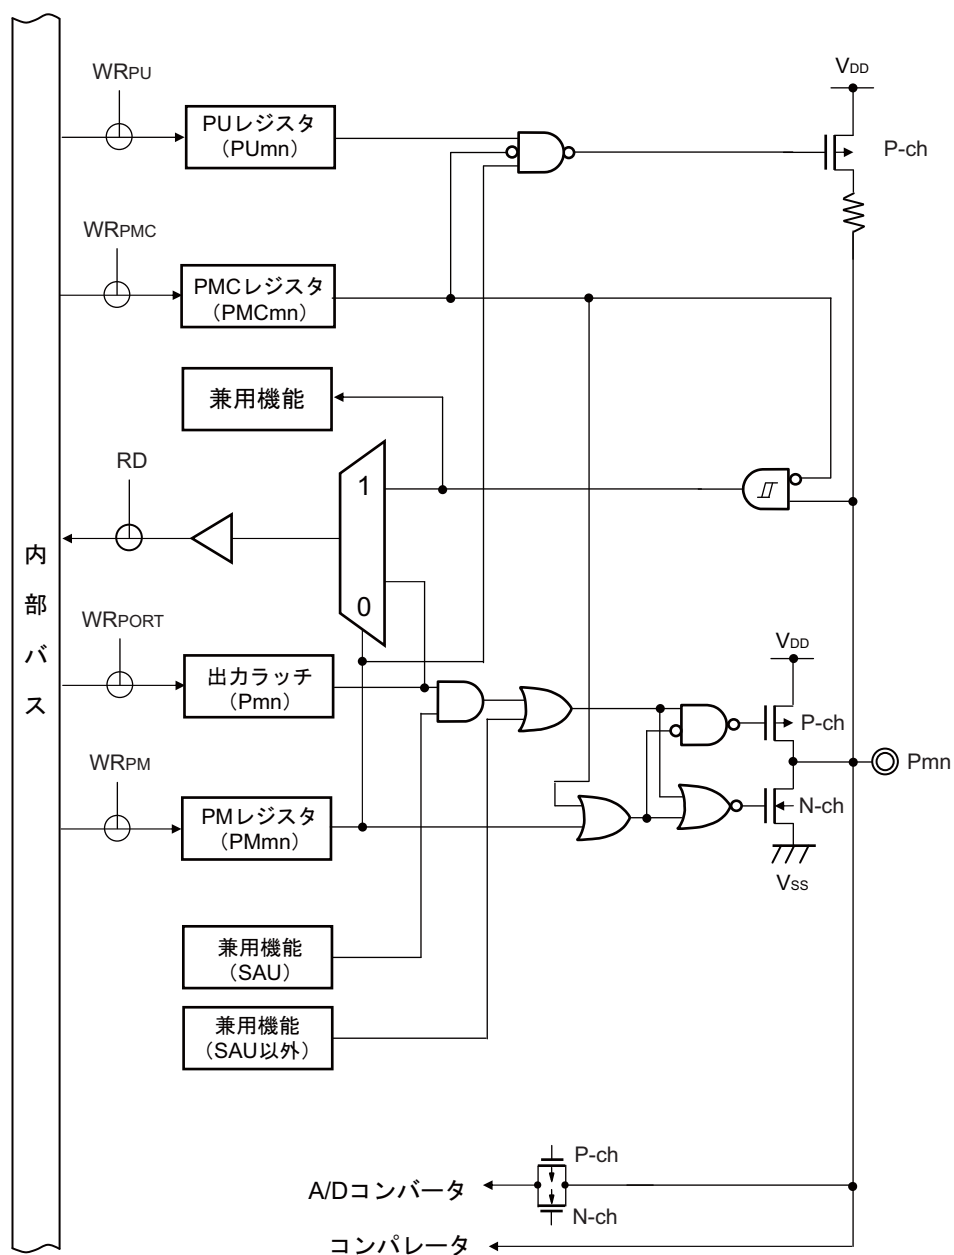 WRPU
PUレジスタ
(PUmn)
VDD
P-ch
WRPMC
PMCレジスタ
(PMCmn)
兼用機能
1
RD
0
内部バス
WRPORT
出力ラッチ
(Pmn)
VDD
P-ch
Pmn
WRPM
PMレジスタ
(PMmn)
N-ch
VSS
兼用機能
(SAU)
兼用機能
(SAU以外)
P-ch
A/Dコンバータ
N-ch
コンパレータ